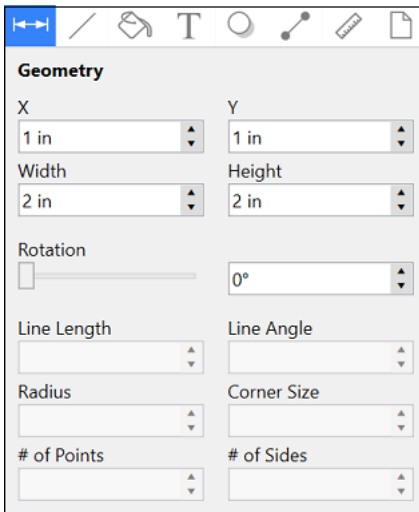 T
Geometry
X Y
1 in 1 in
Width Height
2 in 2 in
Rotation
0°
Line Length Line Angle
Radius Corner Size
# of Points # of Sides